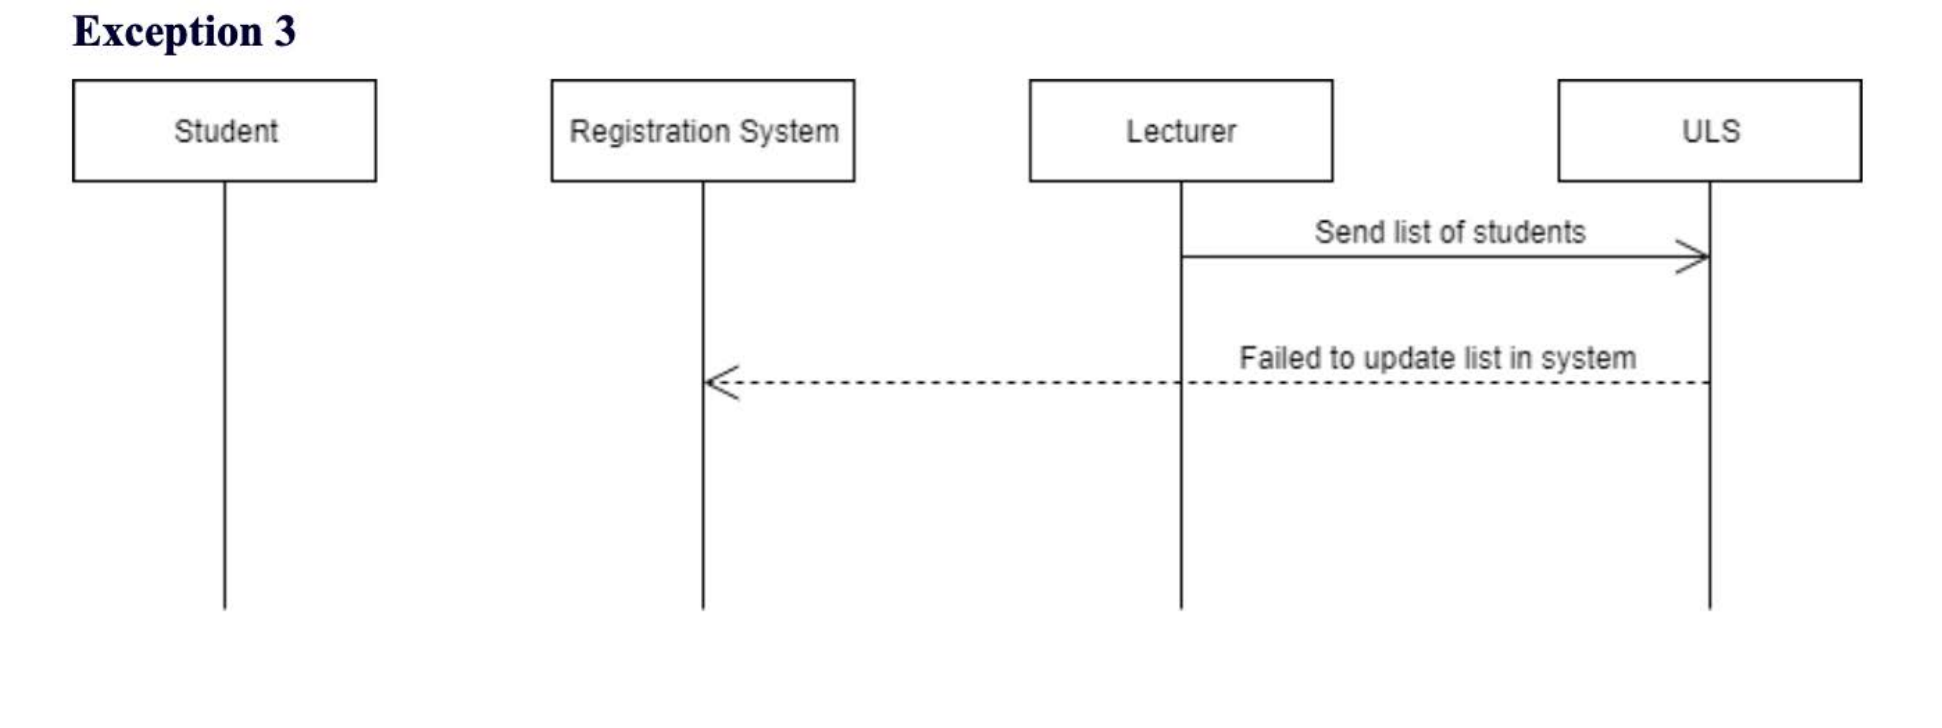 Exception 3
Student
Registration System
Lecturer
ULS
Send list of students
Failed to update list in system